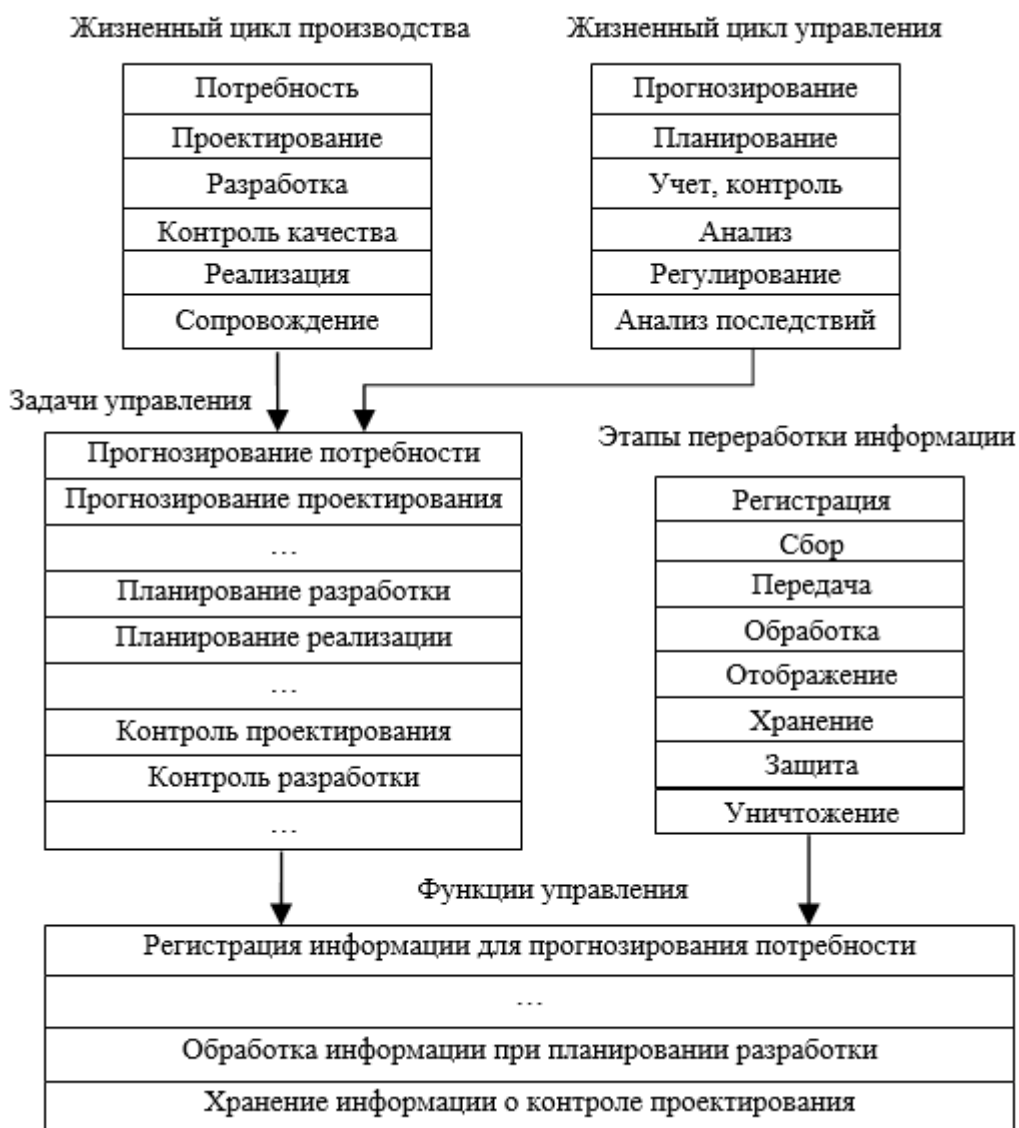 Жизненный цикл производства
Потребность
Проектирование
Разработка
Контроль качества
Реализация
Сопровождение
Жизненный цикл управления
Прогнозирование
Планирование
Учет, контроль
Анализ
Регулирование
Анализ последствий
Задачи управления
Прогнозирование потребности
Прогнозирование проектирования
…
Планирование разработки
Планирование реализации
…
Контроль проектирования
Контроль разработки
…
Этапы переработки информации
Регистрация
Сбор
Передача
Обработка
Отображение
Хранение
Защита
Уничтожение
Функции управления
Регистрация информации для прогнозирования потребности
…
Обработка информации при планировании разработки
Хранение информации о контроле проектирования